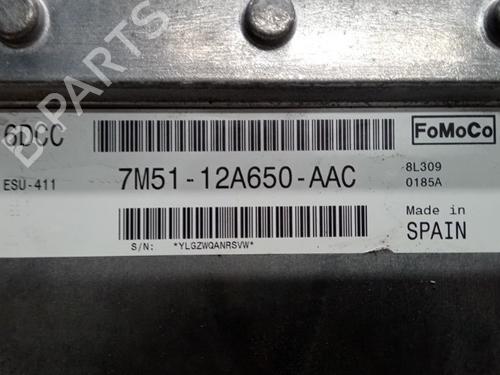 6DCC
FoMoCo
ESU-411
7M51-12A650-AAC
8L309
0185A
Made in
SPAIN
S/N: *YLGZWQANRSVW*
B-PARTS